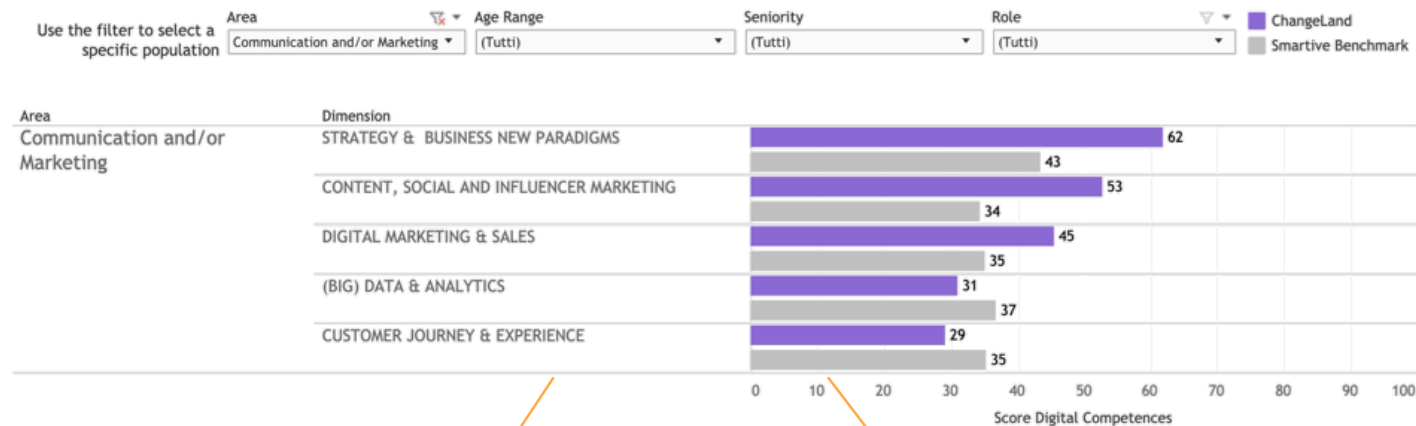 Use the filter to select a
specific population
Area
Communication and/or Marketing
Age Range
(Tutti)
Seniority
(Tutti)
Role
(Tutti)
ChangeLand
Smartive Benchmark
Area
Dimension
Communication and/or
Marketing
STRATEGY & BUSINESS NEW PARADIGMS
62
43
CONTENT, SOCIAL AND INFLUENCER MARKETING
53
34
DIGITAL MARKETING & SALES
45
35
(BIG) DATA & ANALYTICS
31
37
CUSTOMER JOURNEY & EXPERIENCE
29
35
0 10 20 30 40 50 60 70 80 90 100
Score Digital Competences